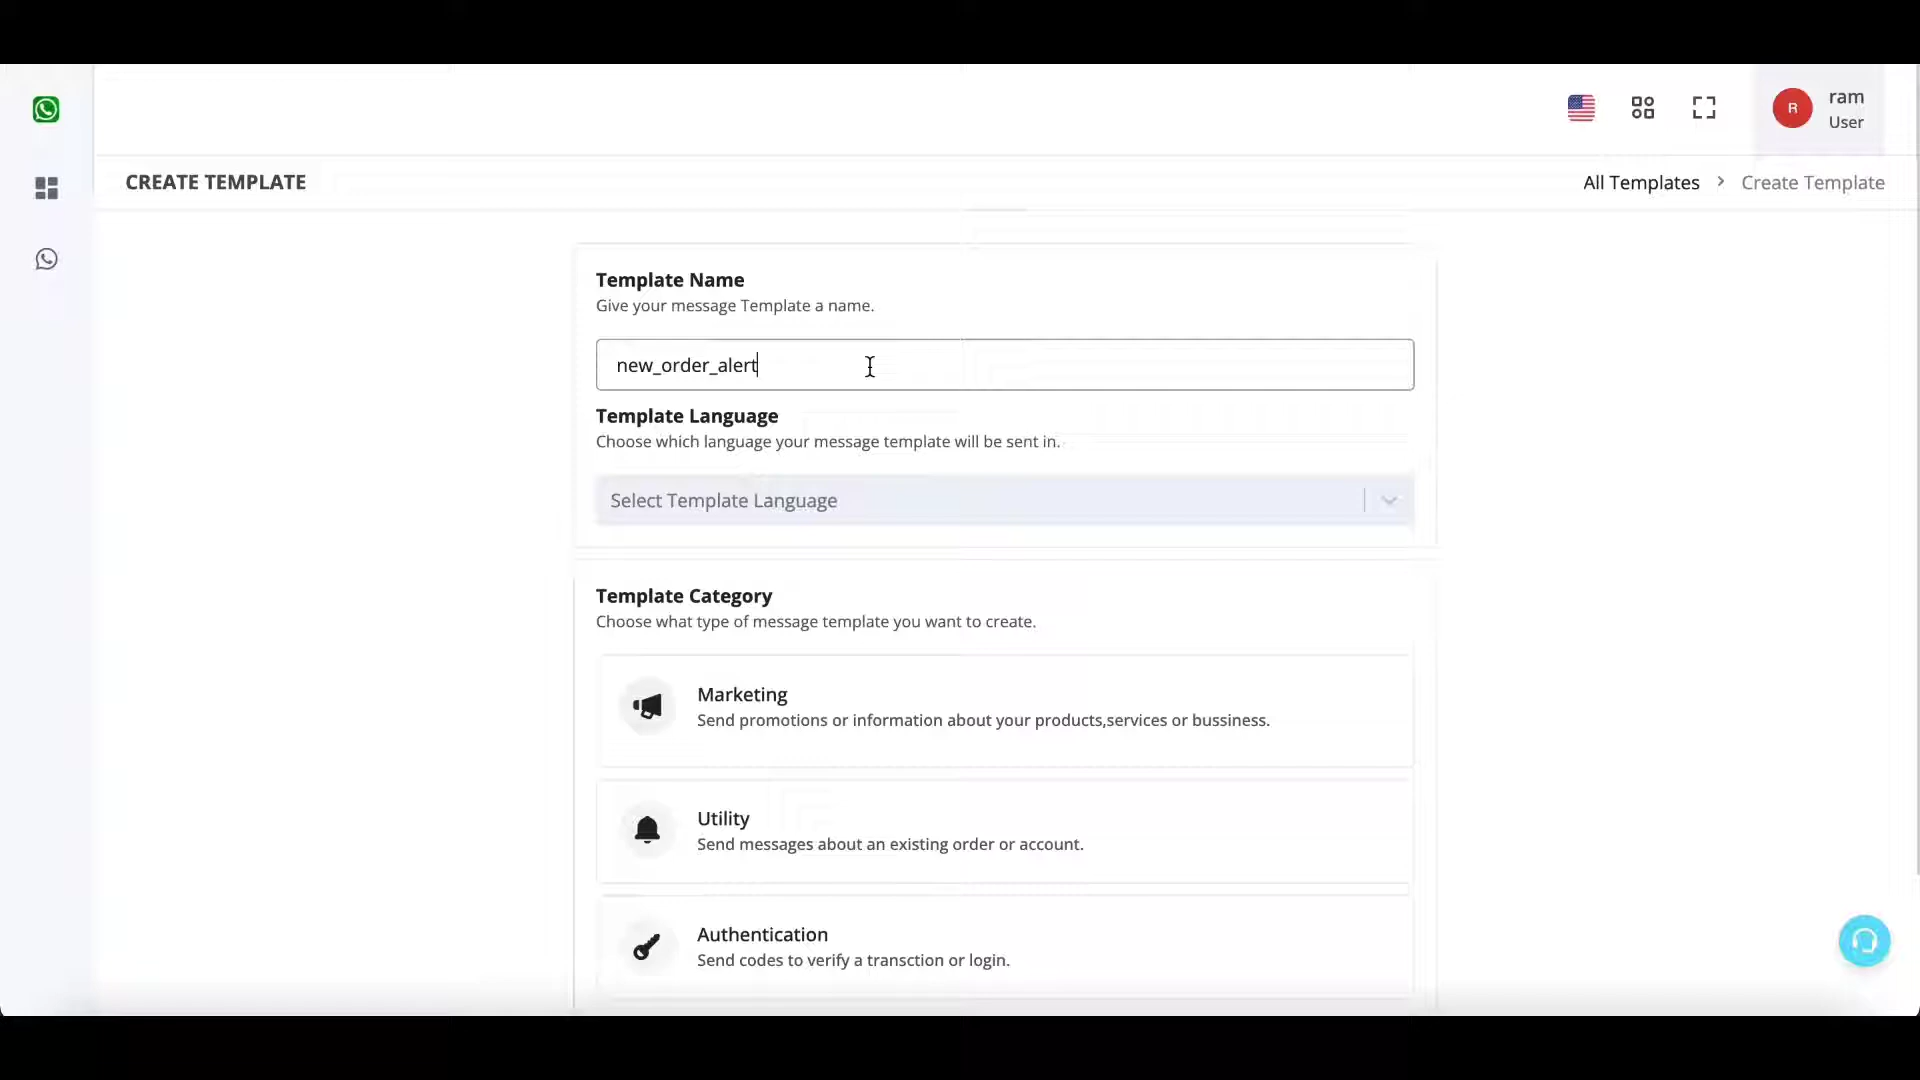 R
ram
User
CREATE TEMPLATE
All Templates > Create Template
Template Name
Give your message Template a name.
new_order_alert
Template Language
Choose which language your message template will be sent in.
Select Template Language
Template Category
Choose what type of message template you want to create.
Marketing
Send promotions or information about your products,services or bussiness.
Utility
Send messages about an existing order or account.
Authentication
Send codes to verify a transction or login.